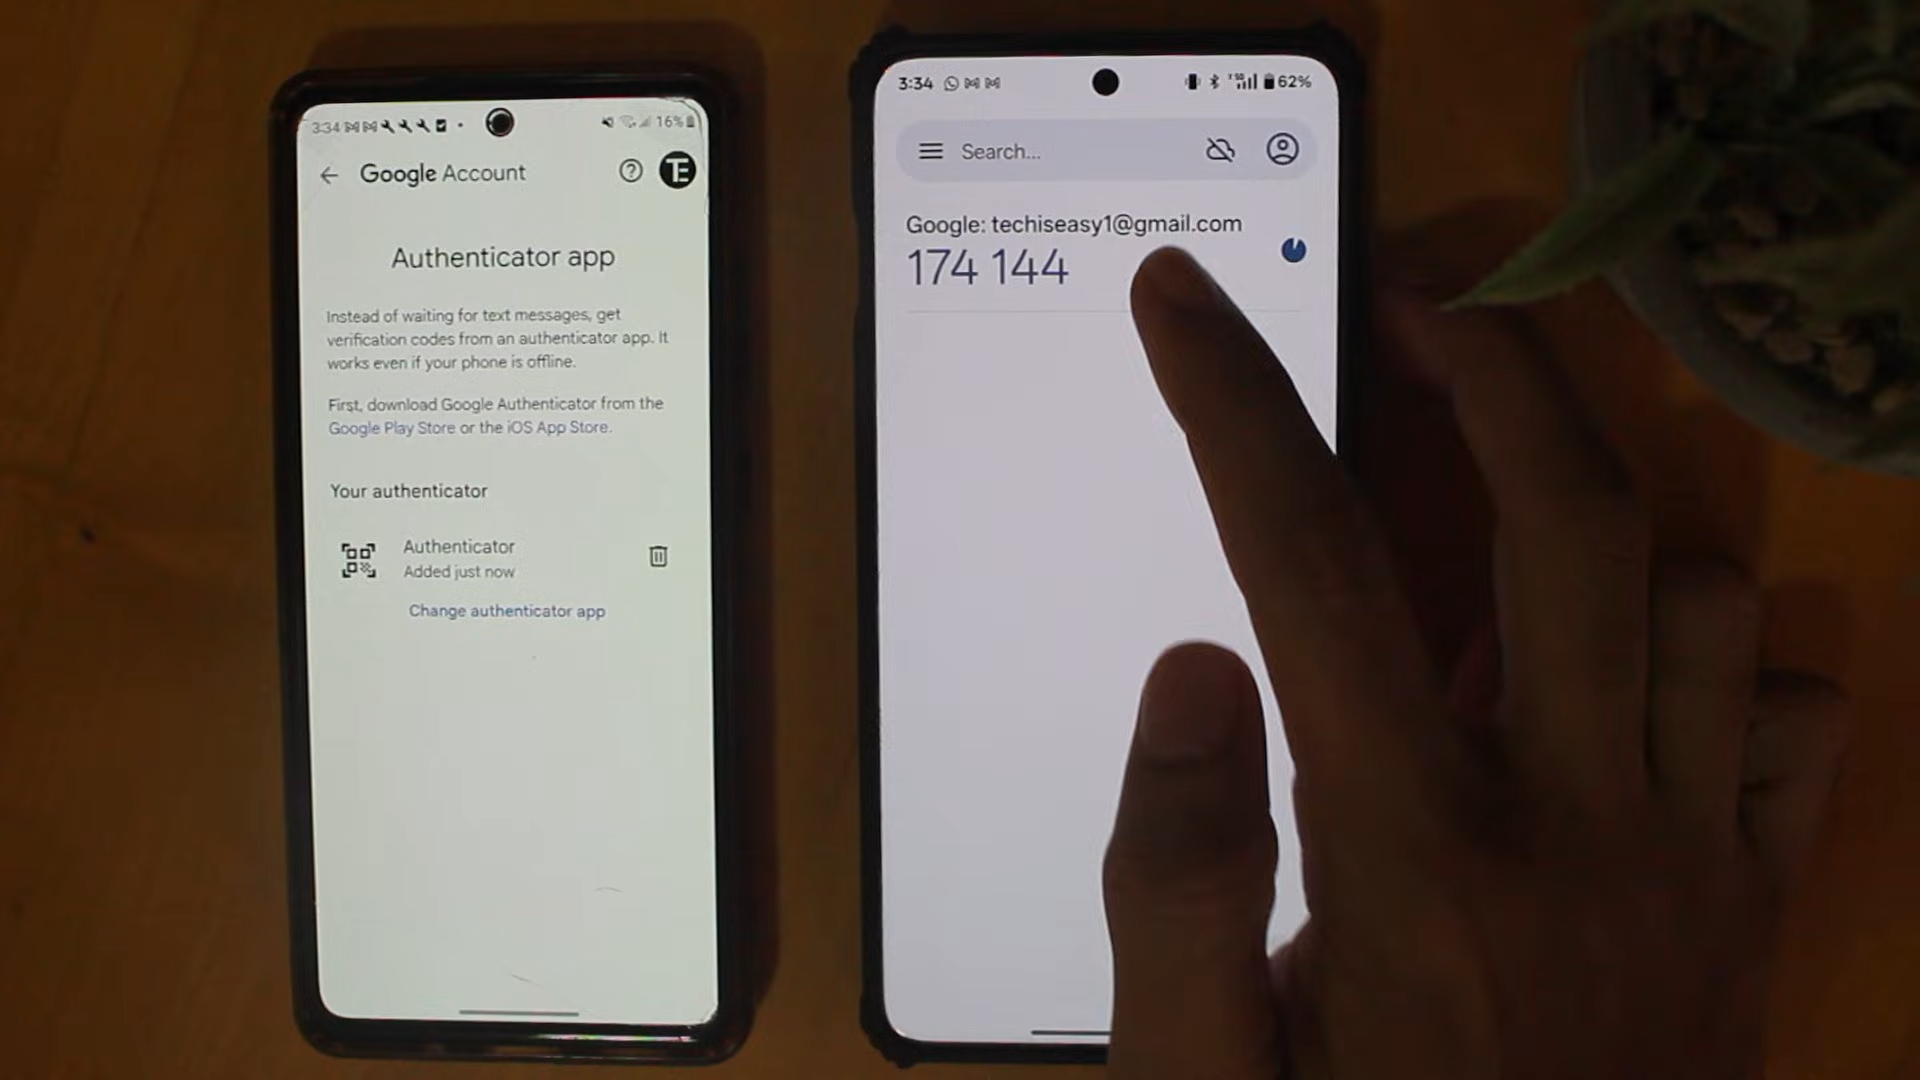 3:34
16%
Google Account
TE
Authenticator app
Instead of waiting for text messages, get
verification codes from an authenticator app. It
works even if your phone is offline.
First, download Google Authenticator from the
Google Play Store or the iOS App Store.
Your authenticator
Authenticator
Added just now
Change authenticator app
3:34
62%
Search...
Google: techiseasy1@gmail.com
174 144